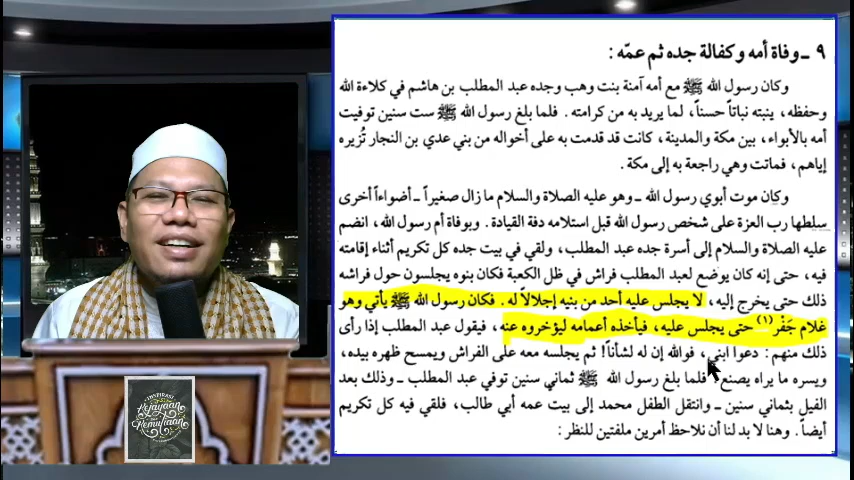 ٩ ـ وفاة أمه وكفالة جده ثم عمّه :
وكان رسول الله ﷺ مع أمه آمنة بنت وهب وجده عبد المطلب بن هاشم في كلاءة الله
وحفظه، ينبته نباتاً حسناً، لما يريد به من كرامته . فلما بلغ رسول الله ﷺ ست سنين توفيت
أمه بالأبواء، بين مكة والمدينة، كانت قد قدمت به على أخواله من بني عدي بن النجار تُزيره
إياهم، فماتت وهي راجعة به إلى مكة .
وكان موت أبوي رسول الله ـ وهو عليه الصلاة والسلام ما زال صغيراً ـ أضواءاً أخرى
سلطها رب العزة على شخص رسول الله قبل استلامه دفة القيادة . وبوفاة أم رسول الله، انضم
عليه الصلاة والسلام إلى أسرة جده عبد المطلب، ولقي في بيت جده كل تكريم أثناء إقامته
فيه، حتى إنه كان يوضع لعبد المطلب فراش في ظل الكعبة فكان بنوه يجلسون حول فراشه
ذلك حتى يخرج إليه، لا يجلس عليه أحد من بنيه إجلالاً له . فكان رسول الله ﷺ يأتي وهو
غلام جَفْر(١) حتى يجلس عليه، فيأخذه أعمامه ليؤخروه عنه، فيقول عبد المطلب إذا رأى
ذلك منهم : دعوا ابني، فوالله إن له لشأناً! ثم يجلسه معه على الفراش ويمسح ظهره بيده،
ويسره ما يراه يصنع فلما بلغ رسول الله ﷺ ثماني سنين توفي عبد المطلب ـ وذلك بعد
الفيل بثماني سنين ـ وانتقل الطفل محمد إلى بيت عمه أبي طالب، فلقي فيه كل تكريم
أيضاً . وهنا لا بد لنا أن نلاحظ أمرين ملفتين للنظر :
INSPIRASI
Kejayaan
Kemuliaan